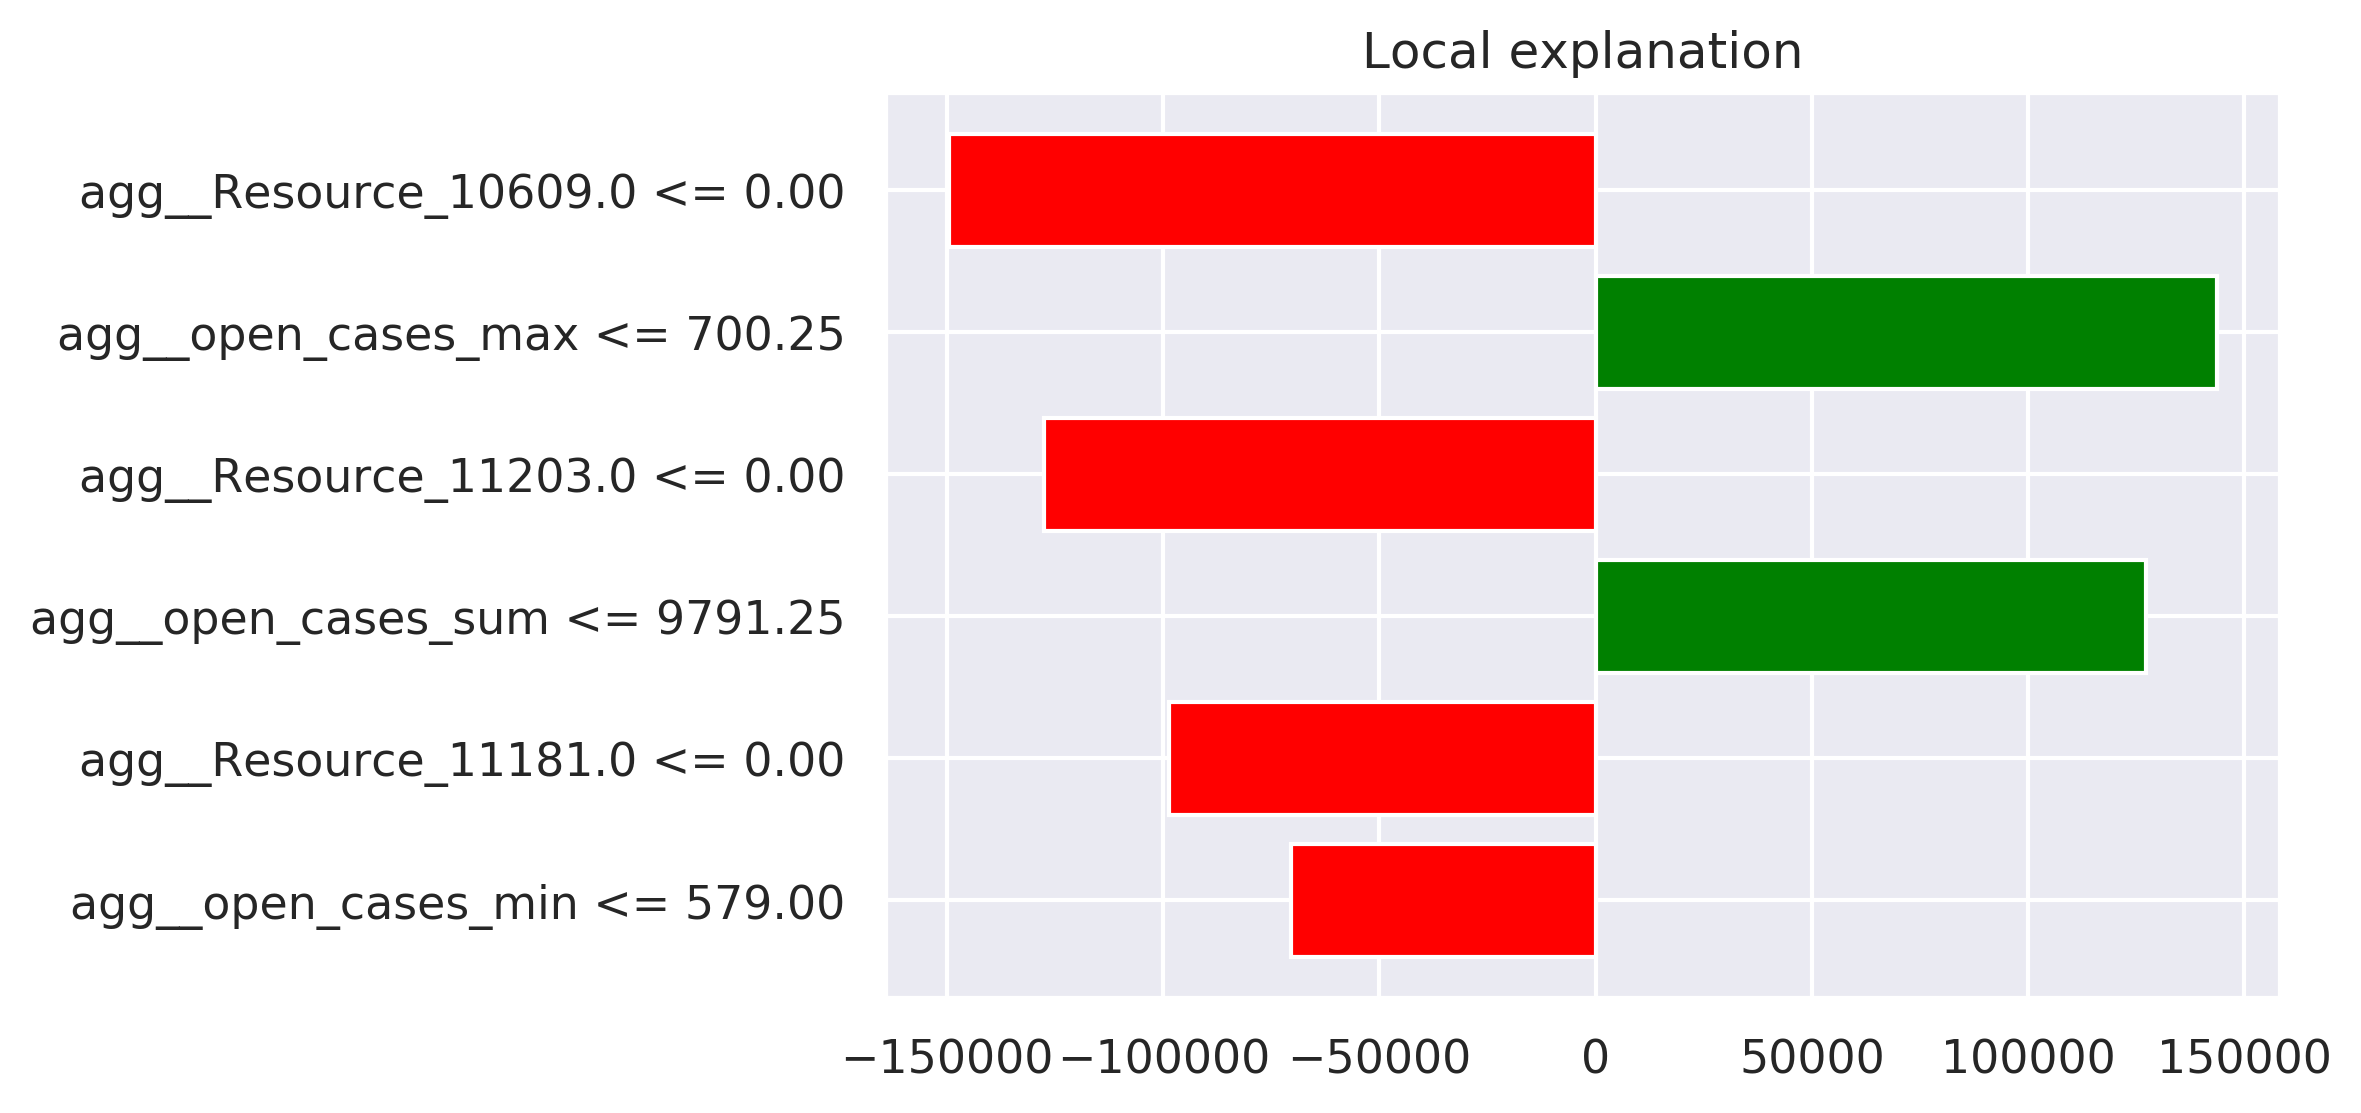 Local explanation
agg__Resource_10609.0 <= 0.00
agg__open_cases_max <= 700.25
agg__Resource_11203.0 <= 0.00
agg__open_cases_sum <= 9791.25
agg__Resource_11181.0 <= 0.00
agg__open_cases_min <= 579.00
−150000 −100000 −50000 0 50000 100000 150000